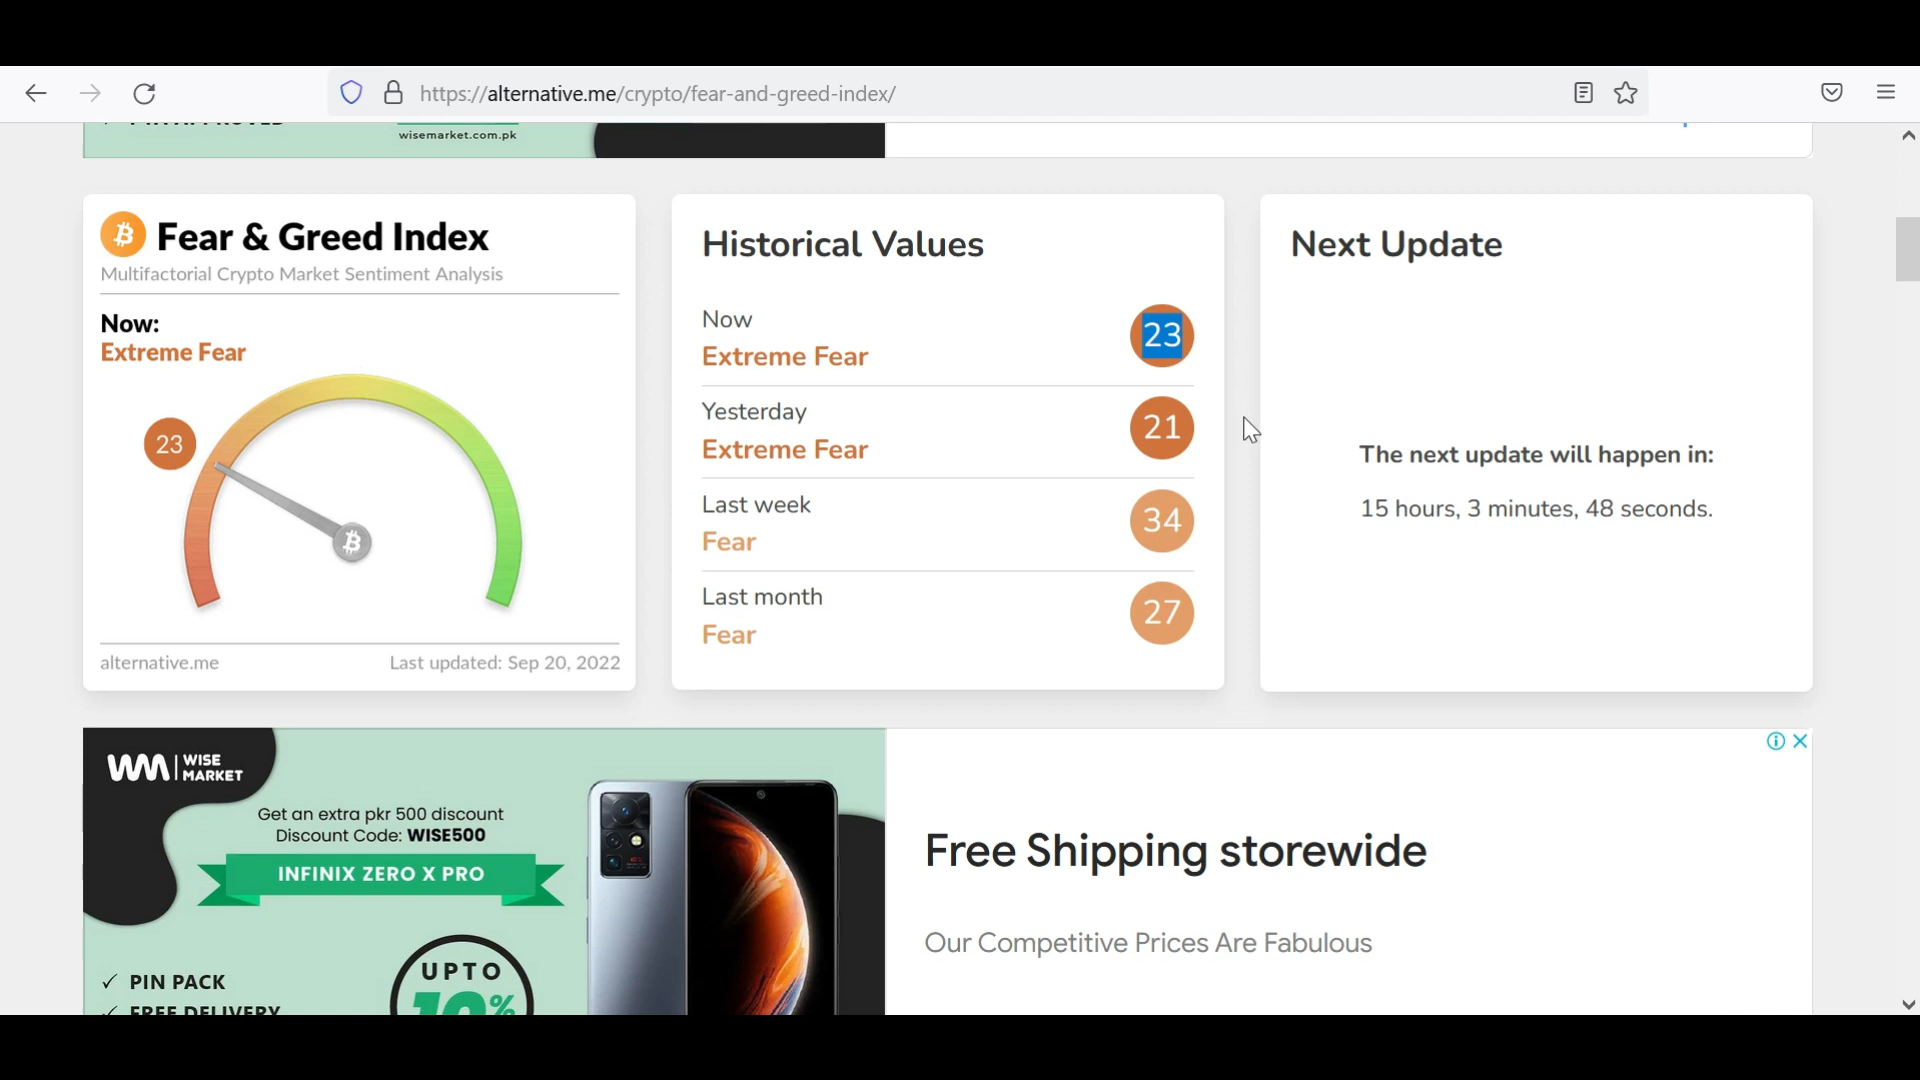 https://alternative.me/crypto/fear-and-greed-index/
wisemarket.com.pk
Fear & Greed Index
Multifactorial Crypto Market Sentiment Analysis
Now:
Extreme Fear
23
alternative.me
Last updated: Sep 20, 2022
Historical Values
Now
Extreme Fear
23
Yesterday
Extreme Fear
21
Last week
Fear
34
Last month
Fear
27
Next Update
The next update will happen in:
15 hours, 3 minutes, 48 seconds.
WM WISE
MARKET
Get an extra pkr 500 discount
Discount Code: WISE500
INFINIX ZERO X PRO
✓ PIN PACK
✓ FREE DELIVERY
UPTO
10%
Free Shipping storewide
Our Competitive Prices Are Fabulous